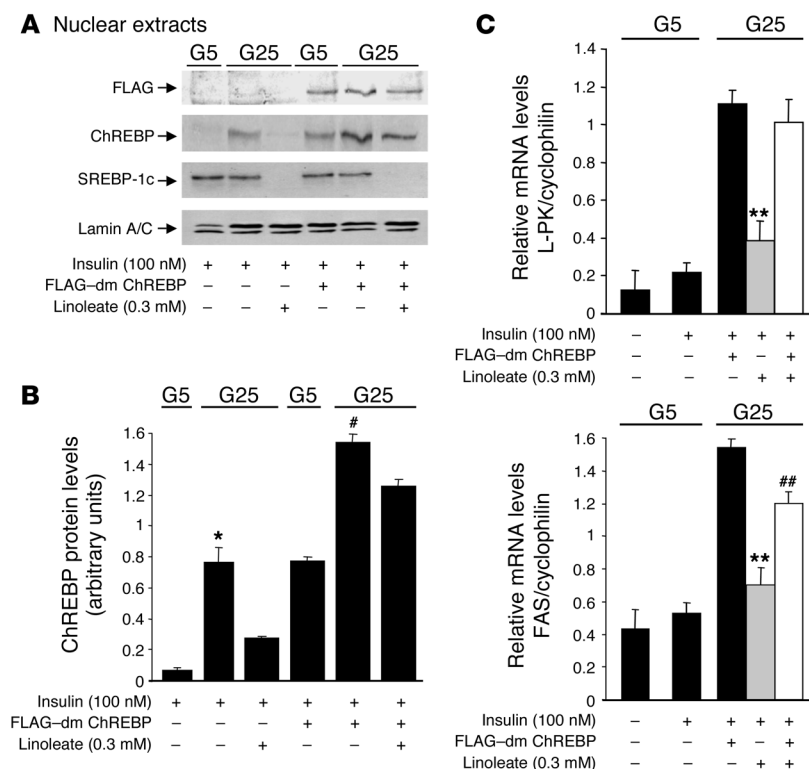 A Nuclear extracts
G5 G25 G5 G25
FLAG
ChREBP
SREBP-1c
Lamin A/C
Insulin (100 nM) + + + + + +
FLAG–dm ChREBP – – – + + +
Linoleate (0.3 mM) – – + – – +
B
G5 G25 G5 G25
ChREBP protein levels
(arbitrary units)
1.6
1.4
1.2
1
0.8
0.6
0.4
0.2
0
*
#
Insulin (100 nM) + + + + + +
FLAG–dm ChREBP – – – + + +
Linoleate (0.3 mM) – – + – – +
C
G5 G25
Relative mRNA levels
L-PK/cyclophilin
1.4
1.2
1
0.8
0.6
0.4
0.2
0
**
Insulin (100 nM) – + + + +
FLAG–dm ChREBP – – + – +
Linoleate (0.3 mM) – – – + +
G5 G25
Relative mRNA levels
FAS/cyclophilin
1.6
1.4
1.2
1
0.8
0.6
0.4
0.2
0
**
##
Insulin (100 nM) – + + + +
FLAG–dm ChREBP – – + – +
Linoleate (0.3 mM) – – – + +